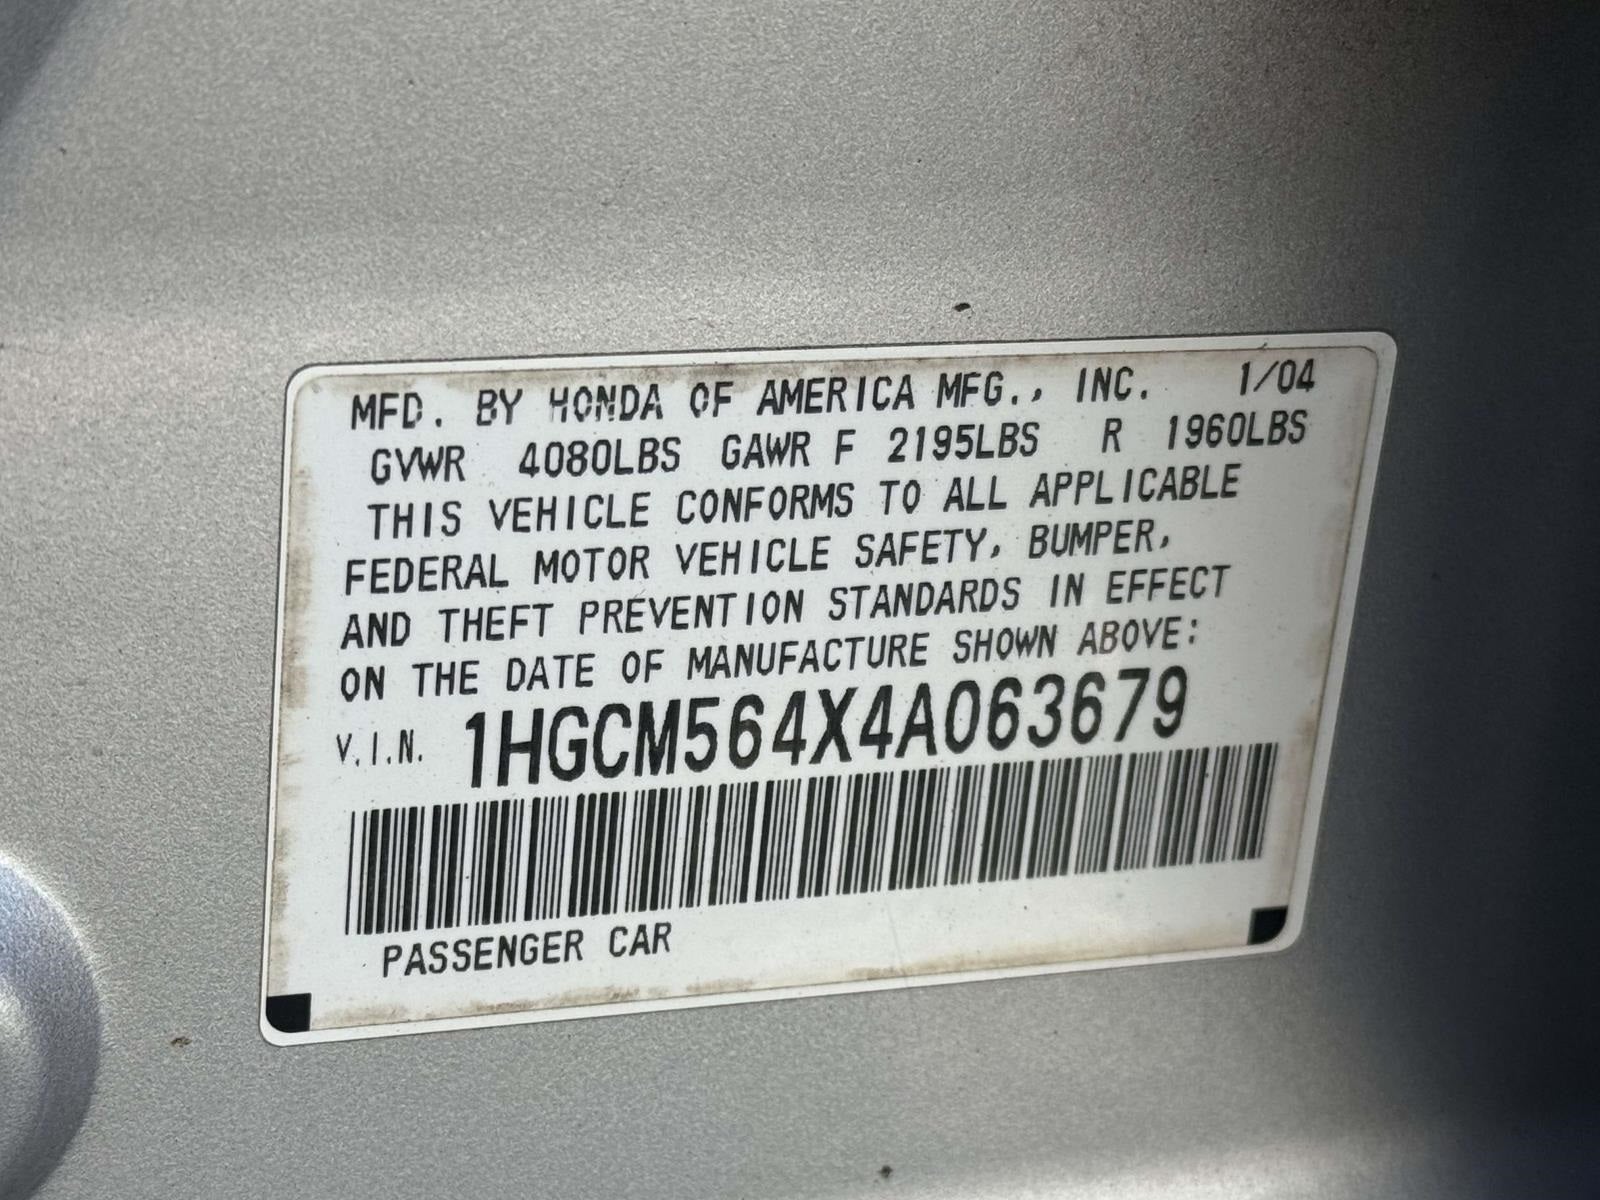 MFD. BY HONDA OF AMERICA MFG., INC. 1/04
GVWR 4080LBS GAWR F 2195LBS R 1960LBS
THIS VEHICLE CONFORMS TO ALL APPLICABLE
FEDERAL MOTOR VEHICLE SAFETY, BUMPER,
AND THEFT PREVENTION STANDARDS IN EFFECT
ON THE DATE OF MANUFACTURE SHOWN ABOVE:
V.I.N. 1HGCM564X4A063679
PASSENGER CAR